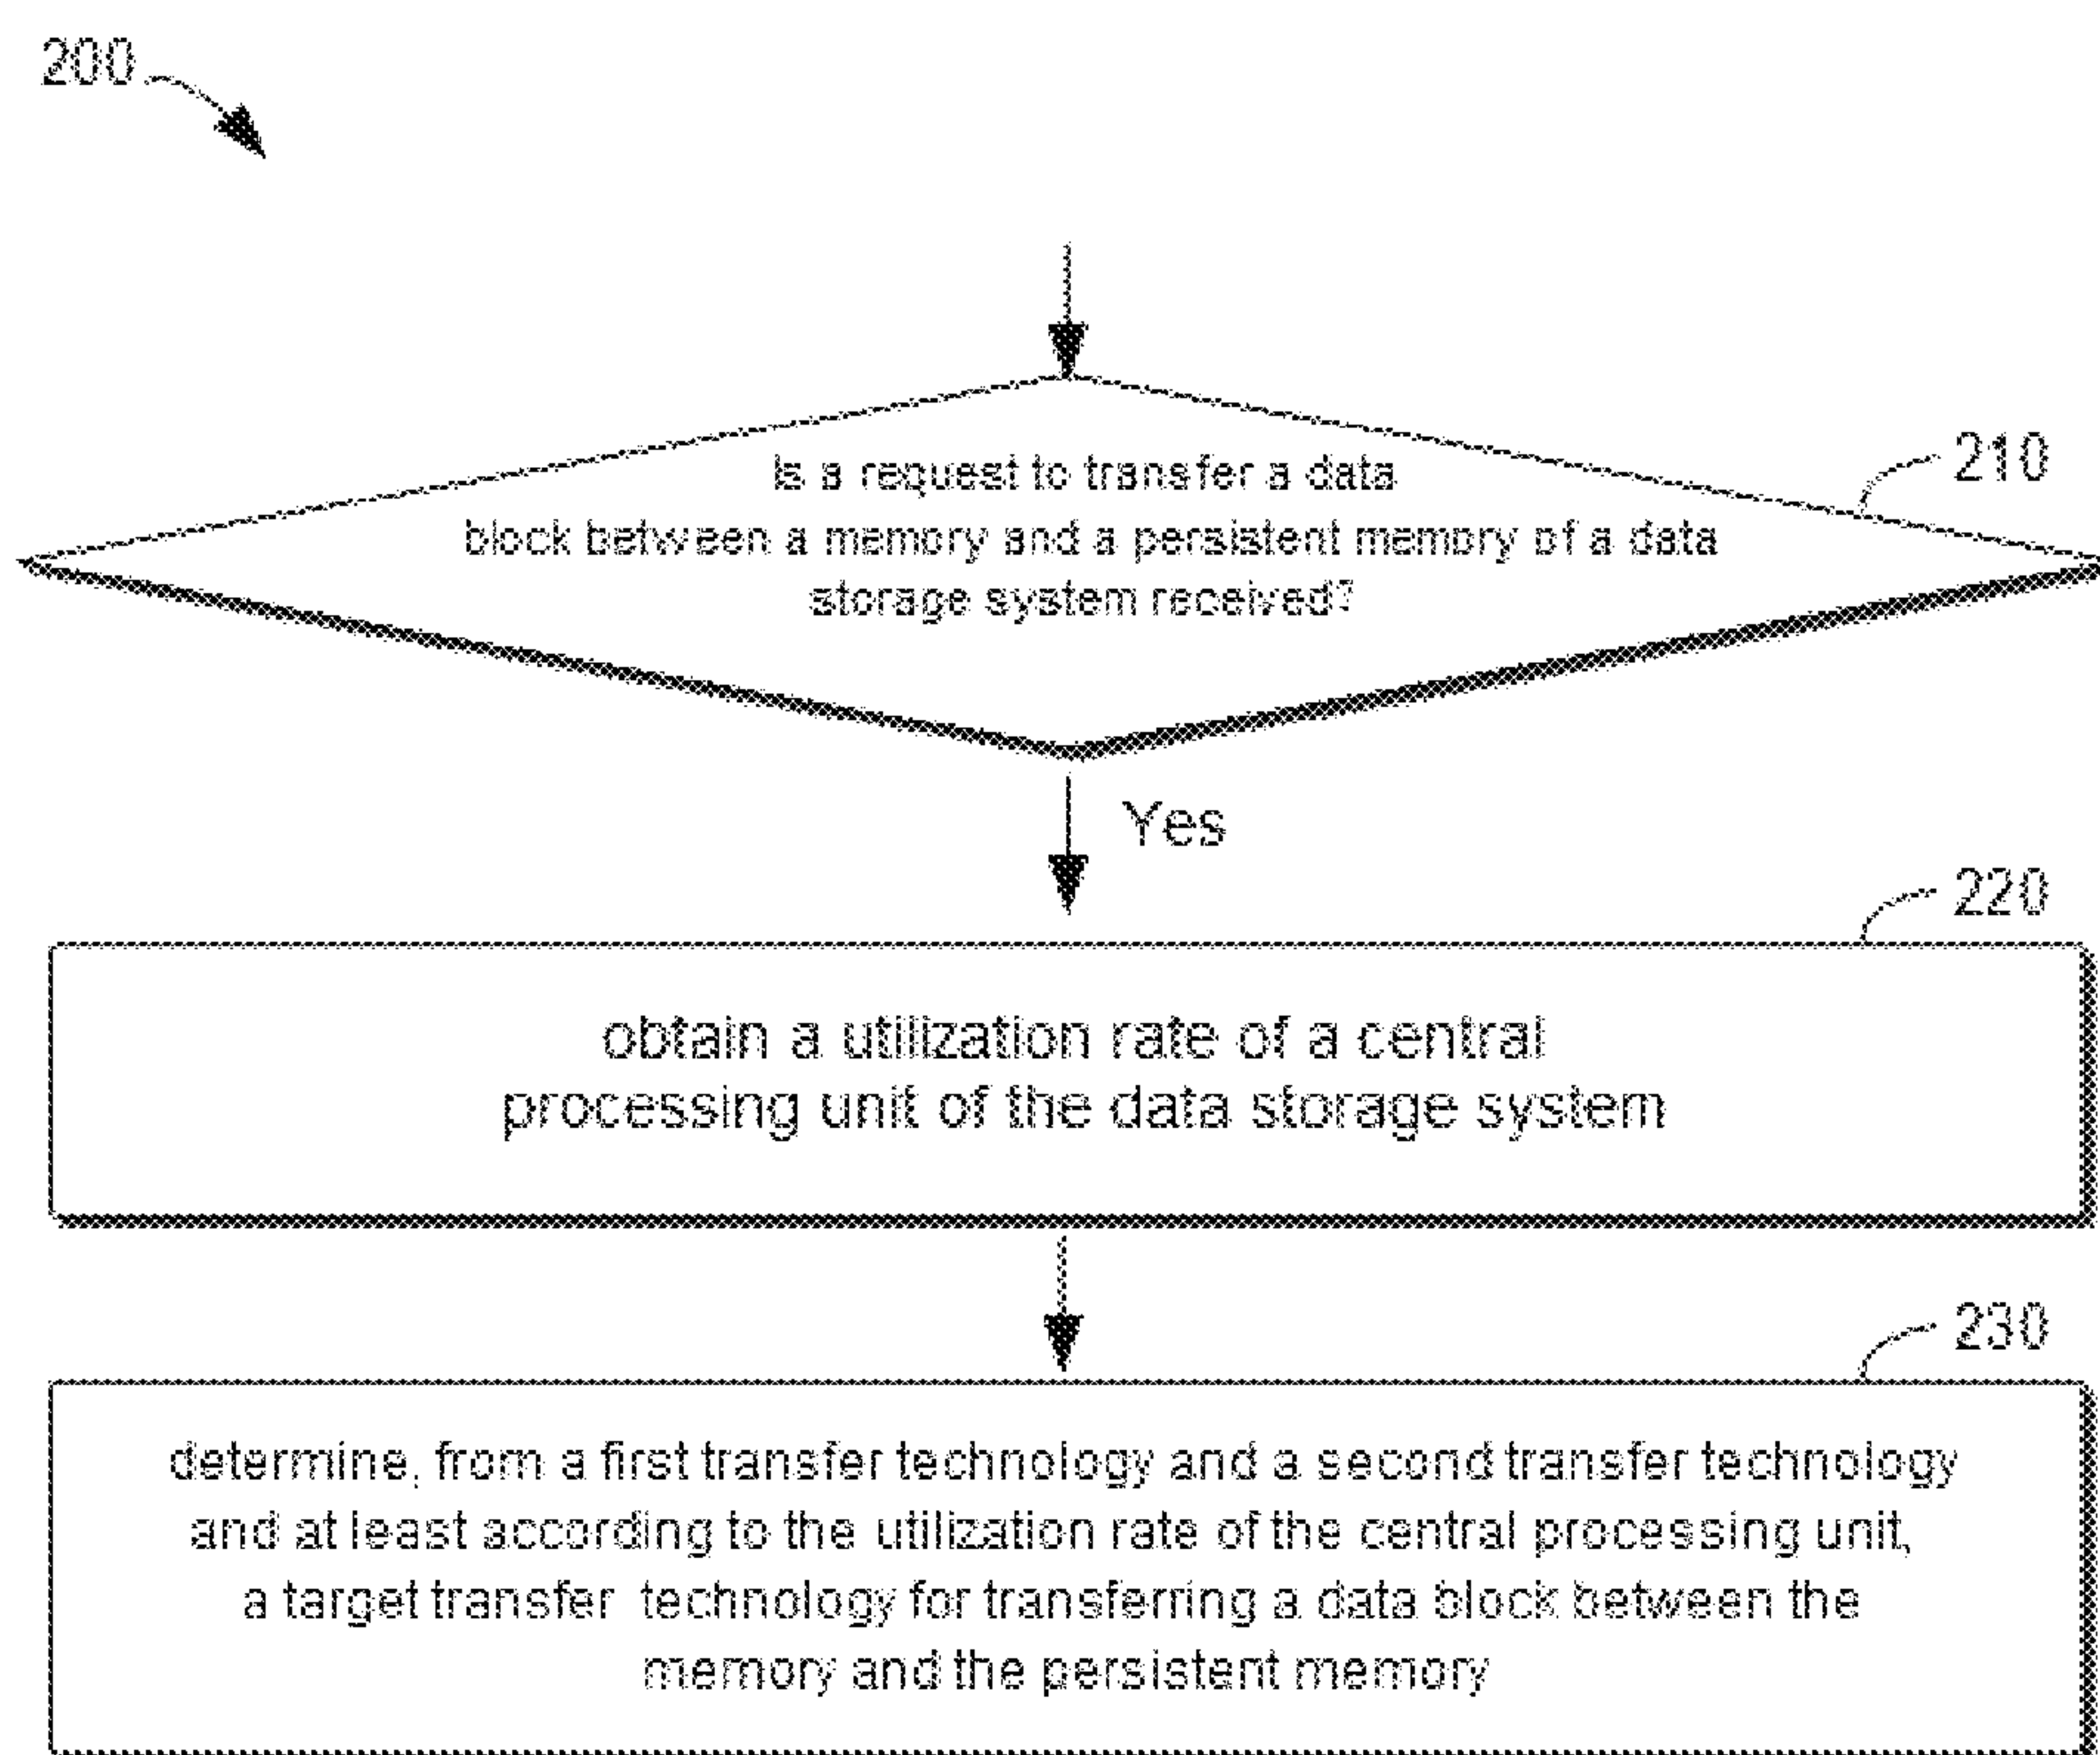 200
Is a request to transfer a data
210
block between a memory and a persistent memory of a data
storage system received?
Yes
220
obtain a utilization rate of a central
processing unit of the data storage system
230
determine, from a first transfer technology and a second transfer technology
and at least according to the utilization rate of the central processing unit,
a target transfer technology for transferring a data block between the
memory and the persistent memory